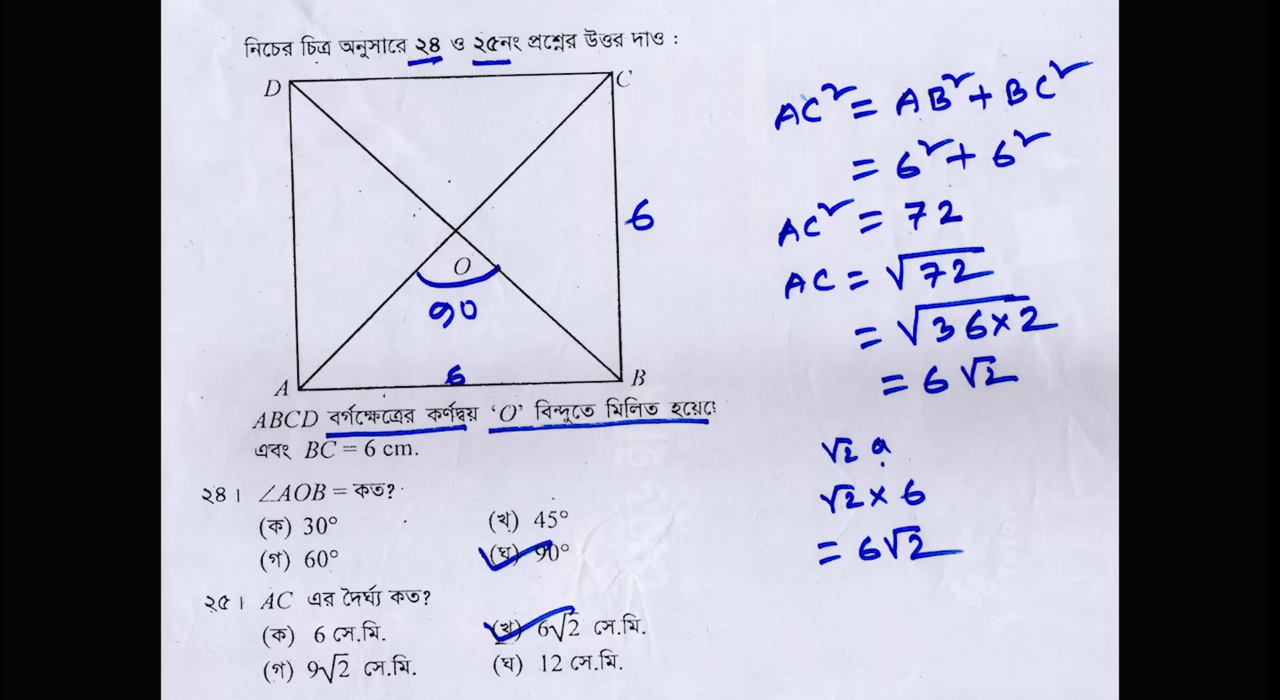 নিচের চিত্র অনুসারে ২৪ ও ২৫নং প্রশ্নের উত্তর দাও :
D
C
6
O
90
6
A
B
ABCD বর্গক্ষেত্রের কর্ণদ্বয় ‘O’ বিন্দুতে মিলিত হয়েছে
এবং BC = 6 cm.
২৪। ∠AOB = কত?
(ক) 30°
(খ) 45°
(গ) 60°
(ঘ) 90°
২৫। AC এর দৈর্ঘ্য কত?
(ক) 6 সে.মি.
(খ) 6√2 সে.মি.
(গ) 9√2 সে.মি.
(ঘ) 12 সে.মি.
AC² = AB² + BC²
= 6² + 6²
AC² = 72
AC = √72
= √36×2
= 6√2
√2 a
√2 × 6
= 6√2